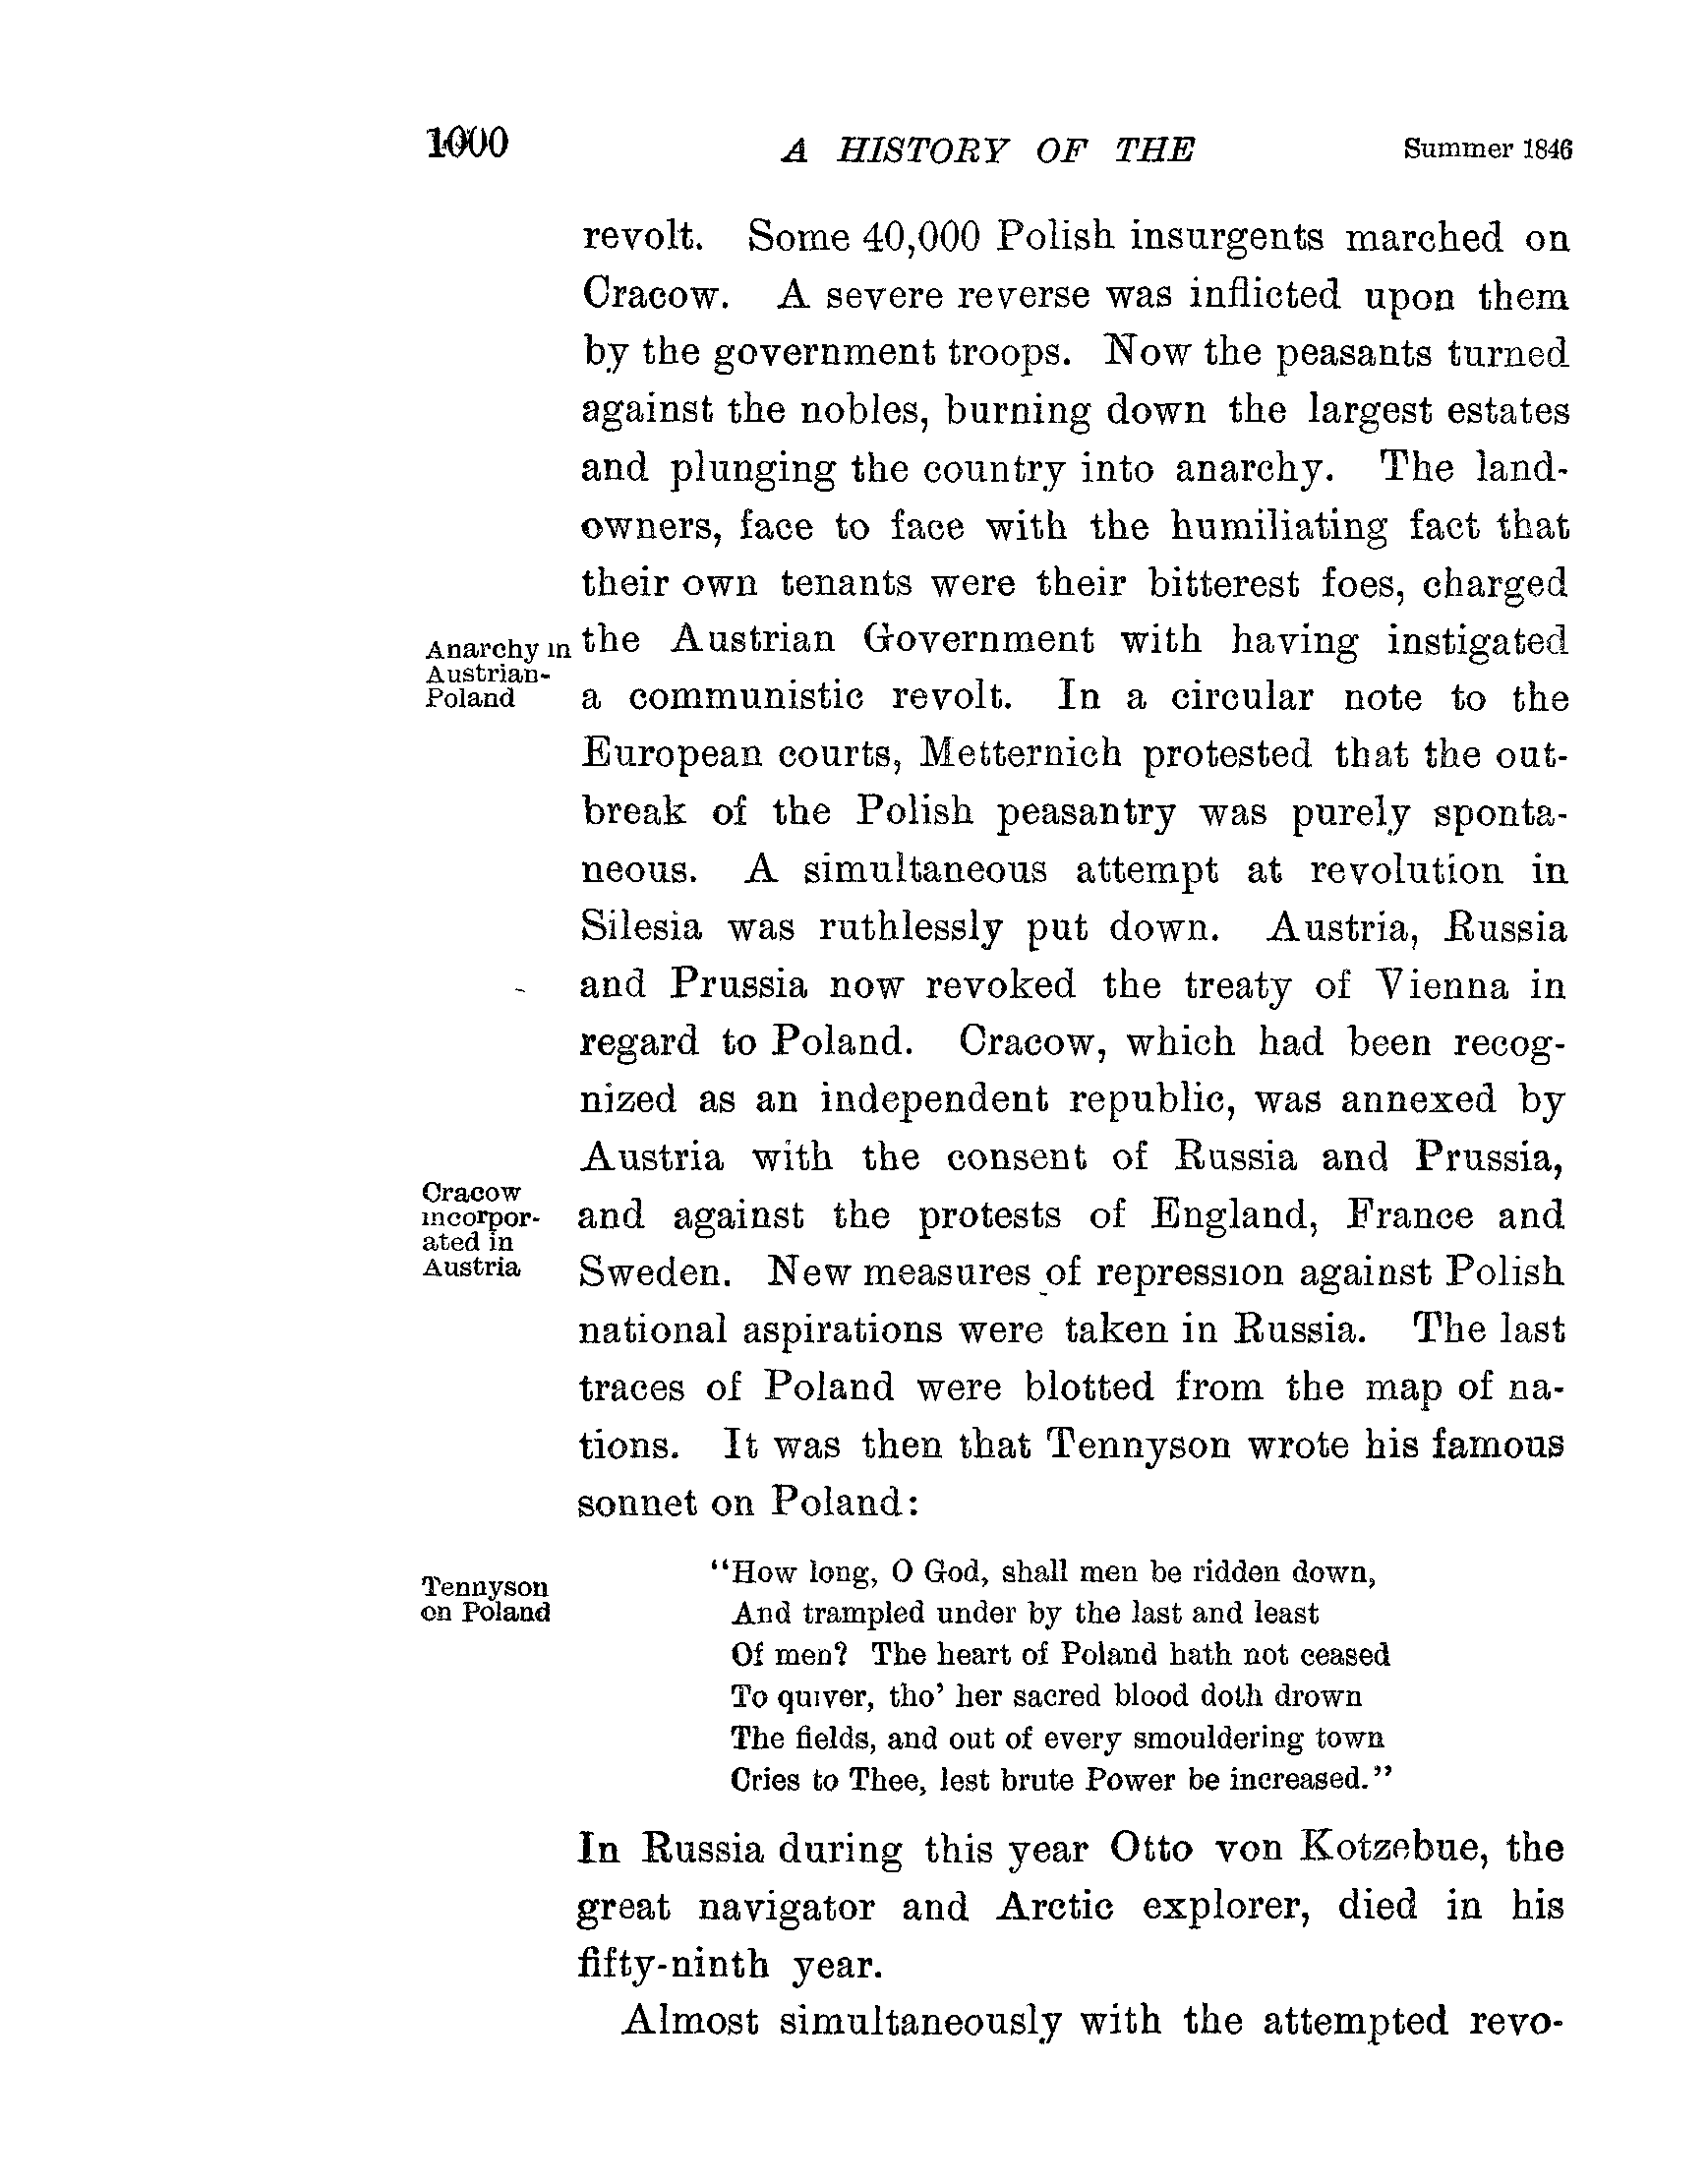 1000 A HISTORY OF THE Summer 1846
revolt. Some 40,000 Polish insurgents marched on
Cracow. A severe reverse was inflicted upon them
by the government troops. Now the peasants turned
against the nobles, burning down the largest estates
and plunging the country into anarchy. The land-
owners, face to face with the humiliating fact that
their own tenants were their bitterest foes, charged
Anarchy in
Austrian-
Poland
the Austrian Government with having instigated
a communistic revolt. In a circular note to the
European courts, Metternich protested that the out-
break of the Polish peasantry was purely sponta-
neous. A simultaneous attempt at revolution in
Silesia was ruthlessly put down. Austria, Russia
and Prussia now revoked the treaty of Vienna in
regard to Poland. Cracow, which had been recog-
nized as an independent republic, was annexed by
Austria with the consent of Russia and Prussia,
Cracow
incorpor-
ated in
Austria
and against the protests of England, France and
Sweden. New measures of repression against Polish
national aspirations were taken in Russia. The last
traces of Poland were blotted from the map of na-
tions. It was then that Tennyson wrote his famous
sonnet on Poland:
Tennyson
on Poland
“How long, O God, shall men be ridden down,
And trampled under by the last and least
Of men? The heart of Poland hath not ceased
To quiver, tho’ her sacred blood doth drown
The fields, and out of every smouldering town
Cries to Thee, lest brute Power be increased.”
In Russia during this year Otto von Kotzebue, the
great navigator and Arctic explorer, died in his
fifty-ninth year.
Almost simultaneously with the attempted revo-